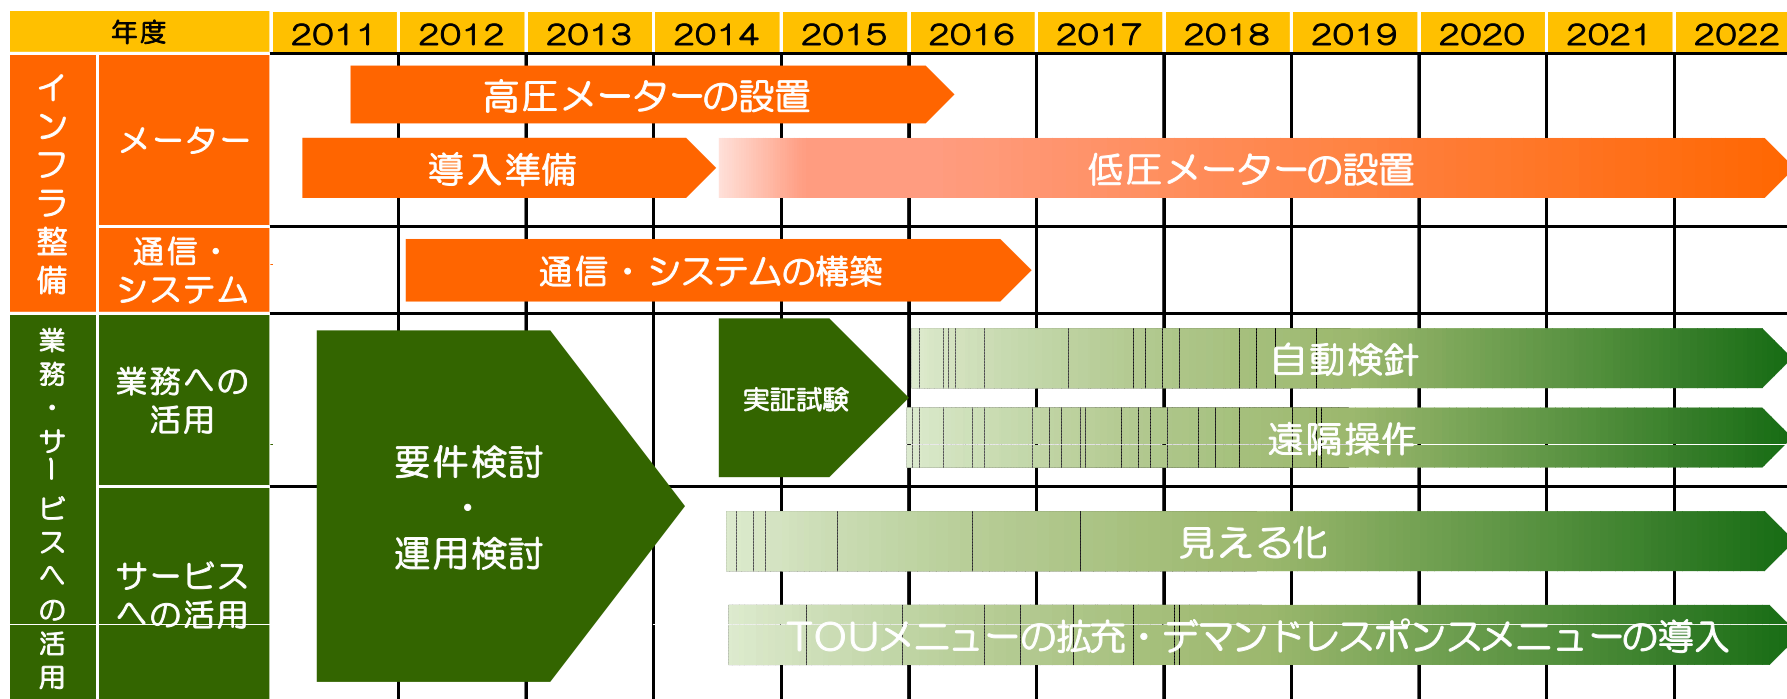 年度
2011
2012
2013
2014
2015
2016
2017
2018
2019
2020
2021
2022
インフラ整備
メーター
高圧メーターの設置
導入準備
低圧メーターの設置
通信・
システム
通信・システムの構築
業務・サービスへの活用
業務への
活用
要件検討
・
運用検討
実証試験
自動検針
遠隔操作
サービス
への活用
見える化
TOUメニューの拡充・デマンドレスポンスメニューの導入